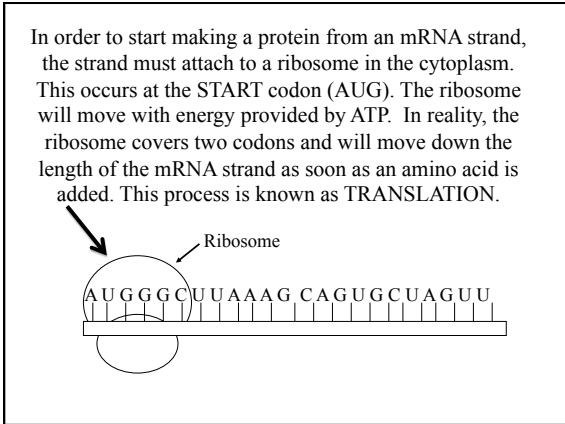 In order to start making a protein from an mRNA strand,
the strand must attach to a ribosome in the cytoplasm.
This occurs at the START codon (AUG). The ribosome
will move with energy provided by ATP.  In reality, the
ribosome covers two codons and will move down the
length of the mRNA strand as soon as an amino acid is
added. This process is known as TRANSLATION.
Ribosome
A U G G G C U U A A A G C A G U G C U A G U U